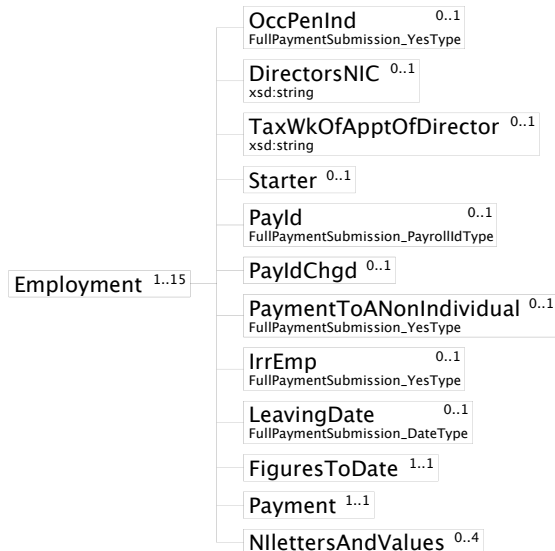 OccPenInd 0..1
FullPaymentSubmission_YesType
DirectorsNIC 0..1
xsd:string
TaxWkOfApptOfDirector 0..1
xsd:string
Starter 0..1
PayId 0..1
FullPaymentSubmission_PayrollIdType
Employment 1..15
PayIdChgd 0..1
PaymentToANonIndividual 0..1
FullPaymentSubmission_YesType
IrrEmp 0..1
FullPaymentSubmission_YesType
LeavingDate 0..1
FullPaymentSubmission_DateType
FiguresToDate 1..1
Payment 1..1
NIlettersAndValues 0..4